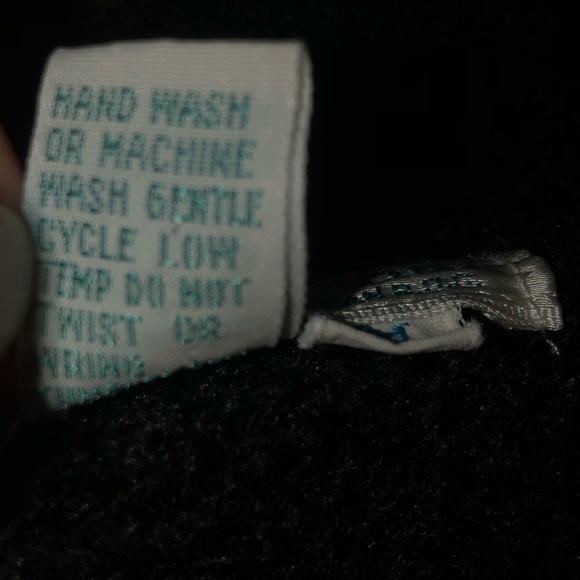 HAND WASH
OR MACHINE
WASH GENTLE
CYCLE LOW
TEMP DO NOT
TWIST OR